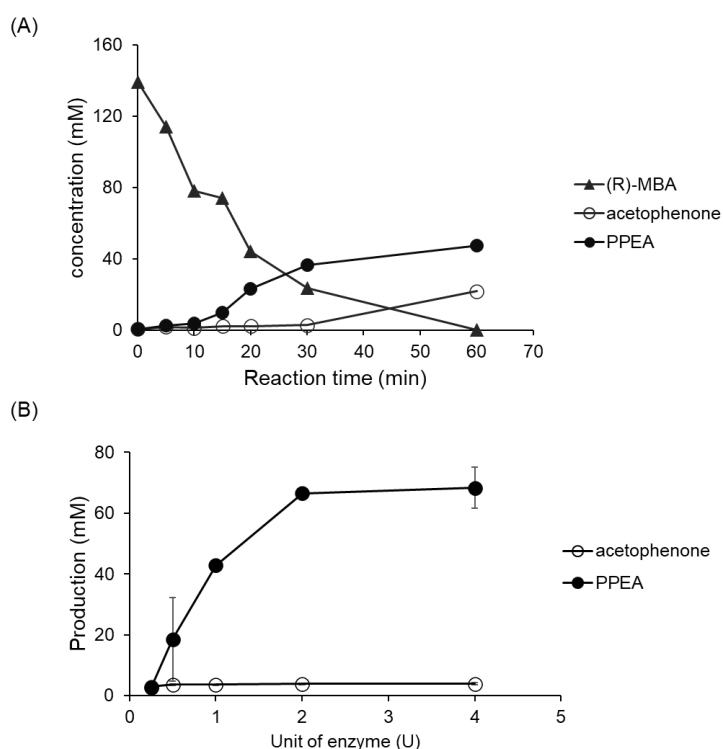 (A)
160
120
80
40
0
concentration (mM)
0 10 20 30 40 50 60 70
Reaction time (min)
(R)-MBA
acetophenone
PPEA
(B)
80
60
40
20
0
Production (mM)
0 1 2 3 4 5
Unit of enzyme (U)
acetophenone
PPEA